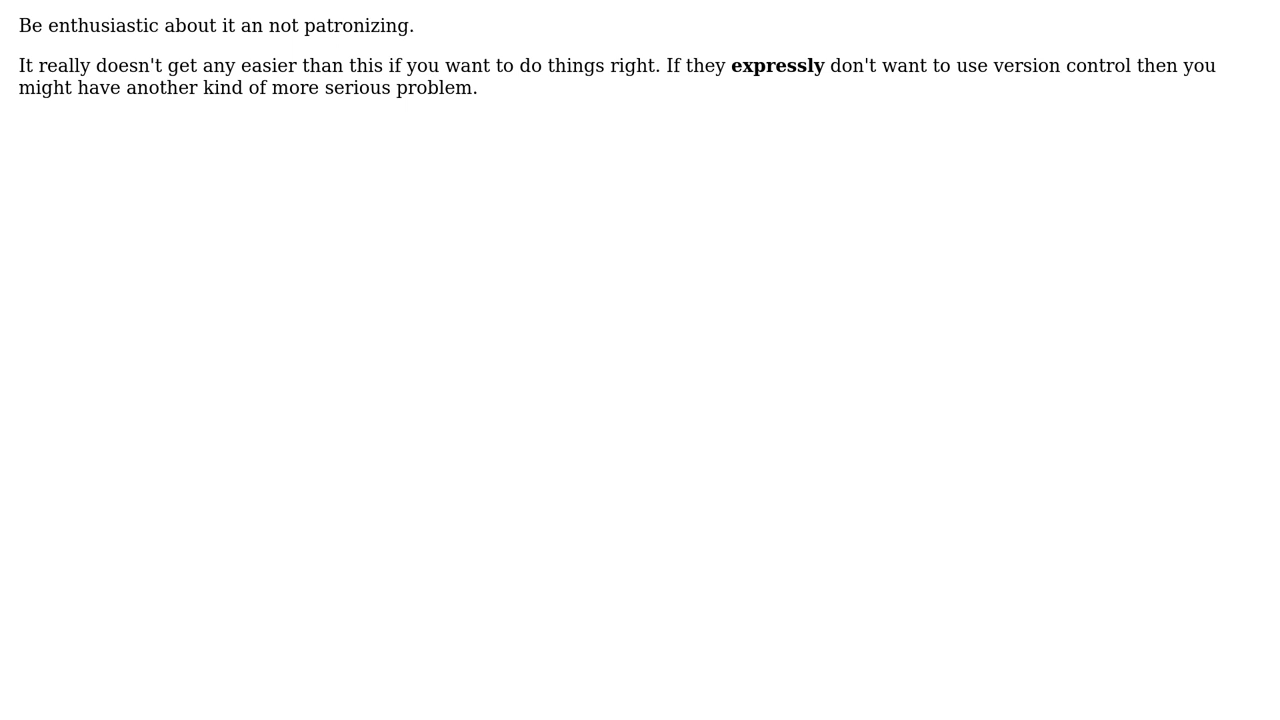 Be enthusiastic about it an not patronizing.
It really doesn't get any easier than this if you want to do things right. If they expressly don't want to use version control then you
might have another kind of more serious problem.